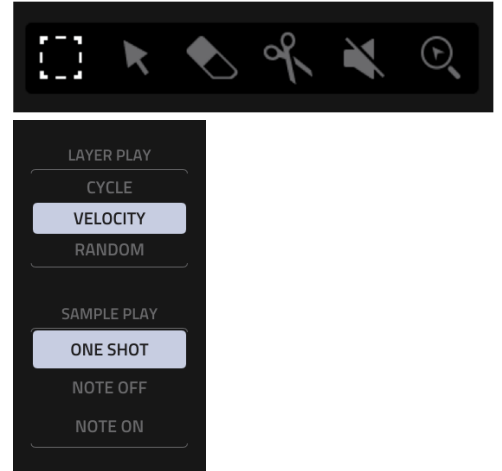 LAYER PLAY
CYCLE
VELOCITY
RANDOM
SAMPLE PLAY
ONE SHOT
NOTE OFF
NOTE ON